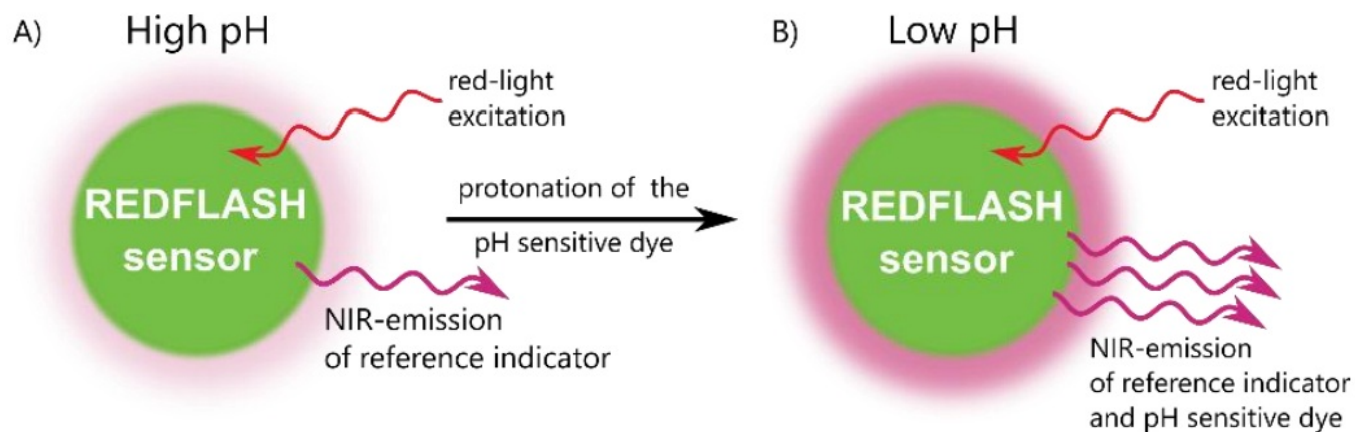 A)
High pH
red-light
excitation
REDFLASH
sensor
NIR-emission
of reference indicator
protonation of the
pH sensitive dye
B)
Low pH
red-light
excitation
REDFLASH
sensor
NIR-emission
of reference indicator
and pH sensitive dye